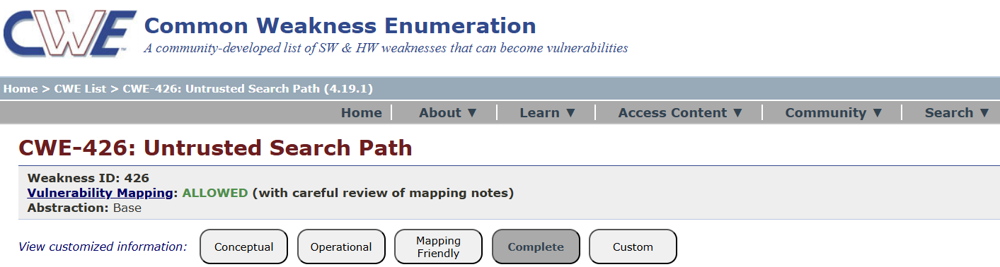 CWE™
Common Weakness Enumeration
A community-developed list of SW & HW weaknesses that can become vulnerabilities
Home > CWE List > CWE-426: Untrusted Search Path (4.19.1)
Home About ▼ Learn ▼ Access Content ▼ Community ▼ Search ▼
CWE-426: Untrusted Search Path
Weakness ID: 426
Vulnerability Mapping: ALLOWED (with careful review of mapping notes)
Abstraction: Base
View customized information: Conceptual Operational Mapping Friendly Complete Custom